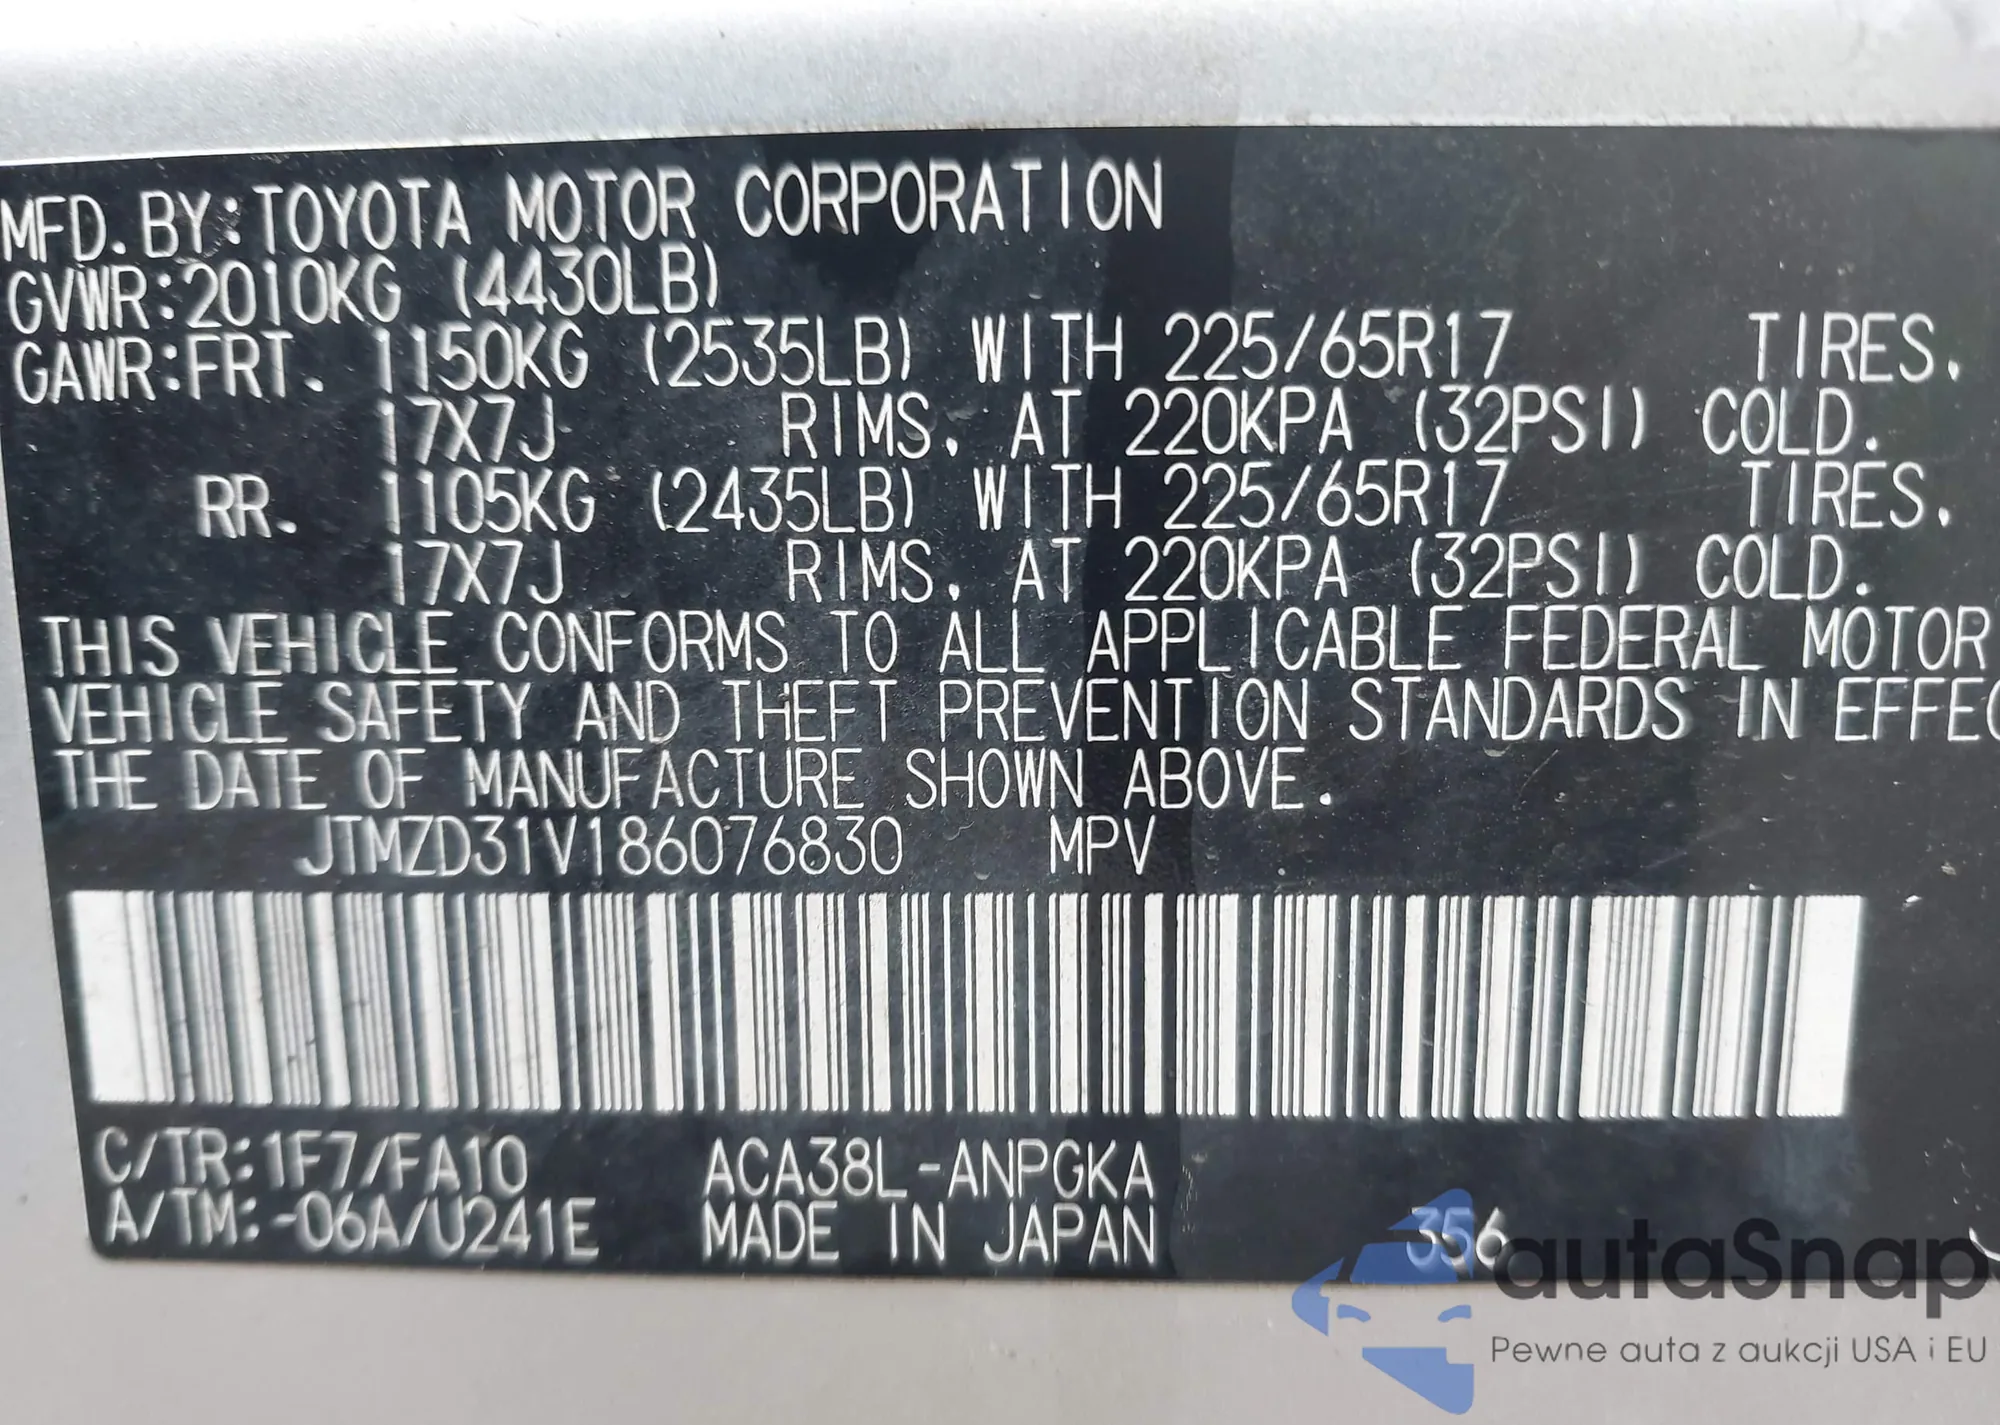 MFD. BY: TOYOTA MOTOR CORPORATION
GVWR: 2010KG (4430LB)
GAWR: FRT. 1150KG (2535LB) WITH 225/65R17 TIRES.
17X7J RIMS. AT 220KPA (32PSI) COLD.
RR. 1105KG (2435LB) WITH 225/65R17 TIRES.
17X7J RIMS. AT 220KPA (32PSI) COLD.
THIS VEHICLE CONFORMS TO ALL APPLICABLE FEDERAL MOTOR
VEHICLE SAFETY AND THEFT PREVENTION STANDARDS IN EFFEC
THE DATE OF MANUFACTURE SHOWN ABOVE.
JTMZD31V186076830 MPV
C/TR: 1F7/FA10 ACA38L-ANPGKA
A/TM: -06A/U241E MADE IN JAPAN 356
autaSnap
Pewne auta z aukcji USA i EU